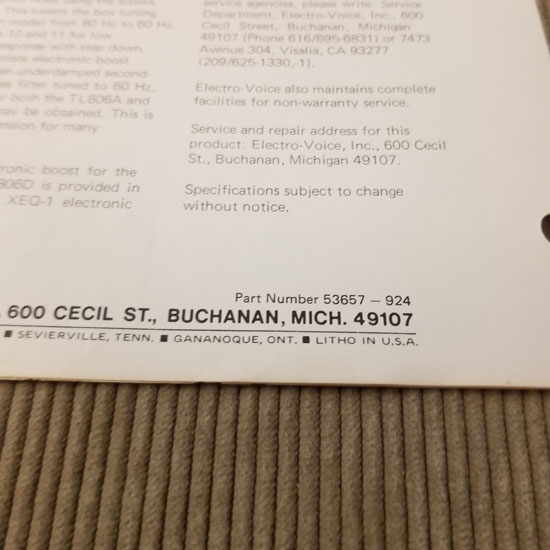 This lowers the box tuning
model from 80 Hz to 60 Hz.
10 and 11 for low
response with step down.
electronic boost
an underdamped second-
filter tuned to 60 Hz,
both the TL806A and
may be obtained. This is
for many
boost for the
806D is provided in
XEQ-1 electronic
service agencies, please write: Service
Department, Electro-Voice, Inc., 600
Cecil Street, Buchanan, Michigan
49107 (Phone 616/695-6831) or 7473
Avenue 304, Visalia, CA 93277
(209/625-1330,-1).
Electro-Voice also maintains complete
facilities for non-warranty service.
Service and repair address for this
product: Electro-Voice, Inc., 600 Cecil
St., Buchanan, Michigan 49107.
Specifications subject to change
without notice.
Part Number 53657 — 924
600 CECIL ST., BUCHANAN, MICH. 49107
■ SEVIERVILLE, TENN. ■ GANANOQUE, ONT. ■ LITHO IN U.S.A.